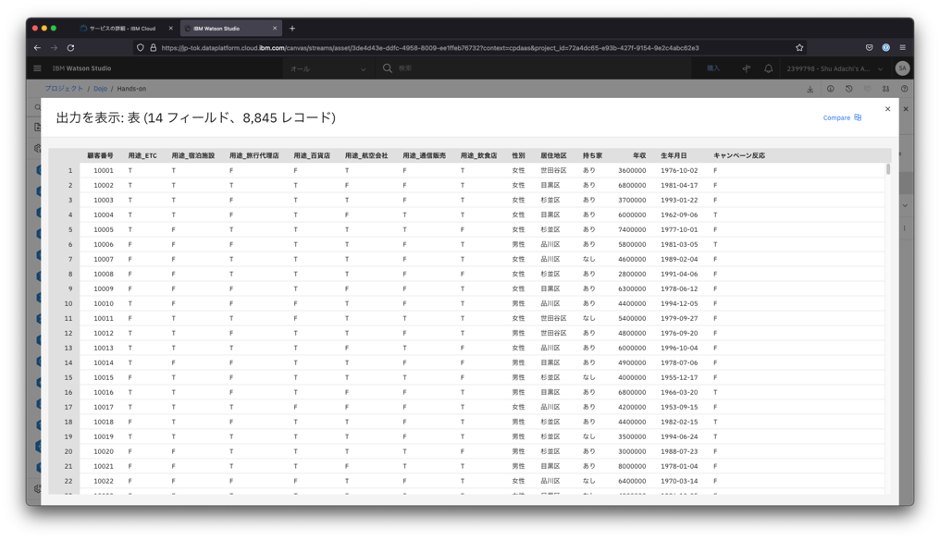 サービスの詳細 - IBM Cloud
IBM Watson Studio
https://jp-tok.dataplatform.cloud.ibm.com/canvas/streams/asset/3de4d43e-ddfc-4958-8009-ee1ffeb76732?context=cpdaas&project_id=72a4dc65-e93b-427f-9154-9e2c4abc62e3
IBM Watson Studio オール 検索 購入 2399798 - Shu Adachi's A... SA
プロジェクト / Dojo / Hands-on
出力を表示: 表 (14 フィールド、8,845 レコード)
Compare
顧客番号 用途_ETC 用途_宿泊施設 用途_旅行代理店 用途_百貨店 用途_航空会社 用途_通信販売 用途_飲食店 性別 居住地区 持ち家 年収 生年月日 キャンペーン反応
1 10001 T T F F T F T 女性 世田谷区 あり 3600000 1976-10-02 F
2 10002 T T F T T F T 女性 目黒区 あり 6800000 1981-04-17 F
3 10003 T T F T T F T 女性 杉並区 あり 3700000 1993-01-22 F
4 10004 T T F T F T T 女性 目黒区 あり 6000000 1962-09-06 T
5 10005 T F T T T T F 女性 杉並区 あり 7400000 1977-10-01 F
6 10006 F F F T T F T 男性 品川区 あり 5800000 1981-03-05 T
7 10007 F F T T T F T 女性 品川区 なし 4600000 1989-02-04 F
8 10008 F F T T T F F 女性 杉並区 あり 2800000 1991-04-06 F
9 10009 F F T F F F T 女性 目黒区 あり 6300000 1978-06-12 F
10 10010 T F F F T F T 男性 品川区 あり 4400000 1994-12-05 F
11 10011 F T T F T T T 女性 世田谷区 なし 5400000 1979-09-27 F
12 10012 T T F T T F T 男性 世田谷区 あり 4800000 1976-09-20 F
13 10013 T T T T F T F 女性 品川区 あり 6000000 1996-10-04 F
14 10014 T F F T T F F 男性 目黒区 あり 4900000 1978-07-06 F
15 10015 F T F T T T F 男性 杉並区 なし 4000000 1955-12-17 F
16 10016 T T F T F F T 男性 目黒区 あり 6800000 1966-03-20 T
17 10017 T T T F F F T 女性 品川区 あり 4200000 1953-09-15 F
18 10018 T F F T T F F 男性 杉並区 あり 4400000 1982-02-15 T
19 10019 T T T T T F T 男性 杉並区 なし 3500000 1994-06-24 T
20 10020 F F F T T T F 男性 杉並区 あり 3000000 1988-07-23 F
21 10021 F F T T F T T 男性 目黒区 あり 8000000 1978-01-04 F
22 10022 F F F F T F T 女性 品川区 なし 6400000 1970-03-14 F